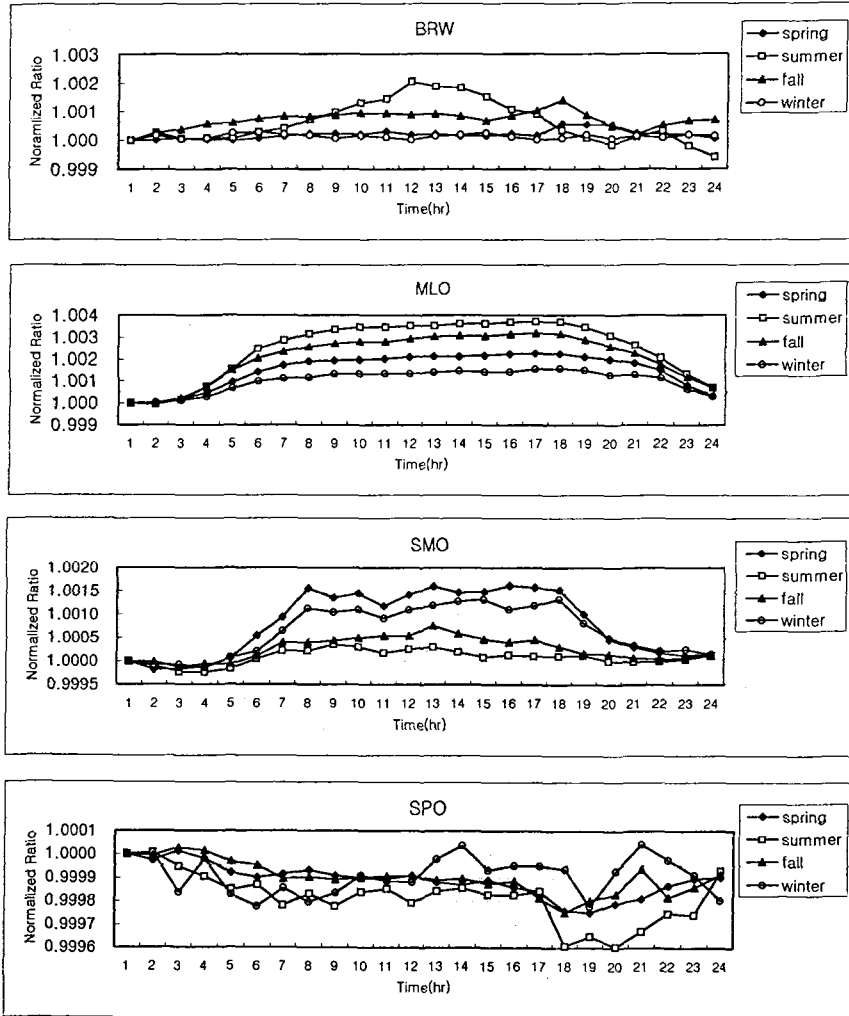 BRW
Noramlized Ratio
1.003
1.002
1.001
1.000
0.999
1 2 3 4 5 6 7 8 9 10 11 12 13 14 15 16 17 18 19 20 21 22 23 24
Time(hr)
spring
summer
fall
winter
MLO
Normalized Ratio
1.004
1.003
1.002
1.001
1.000
0.999
1 2 3 4 5 6 7 8 9 10 11 12 13 14 15 16 17 18 19 20 21 22 23 24
Time(hr)
spring
summer
fall
winter
SMO
Normalized Ratio
1.0020
1.0015
1.0010
1.0005
1.0000
0.9995
1 2 3 4 5 6 7 8 9 10 11 12 13 14 15 16 17 18 19 20 21 22 23 24
Time(hr)
spring
summer
fall
winter
SPO
Normalized Ratio
1.0001
1.0000
0.9999
0.9998
0.9997
0.9996
1 2 3 4 5 6 7 8 9 10 11 12 13 14 15 16 17 18 19 20 21 22 23 24
Time(hr)
spring
summer
fall
winter